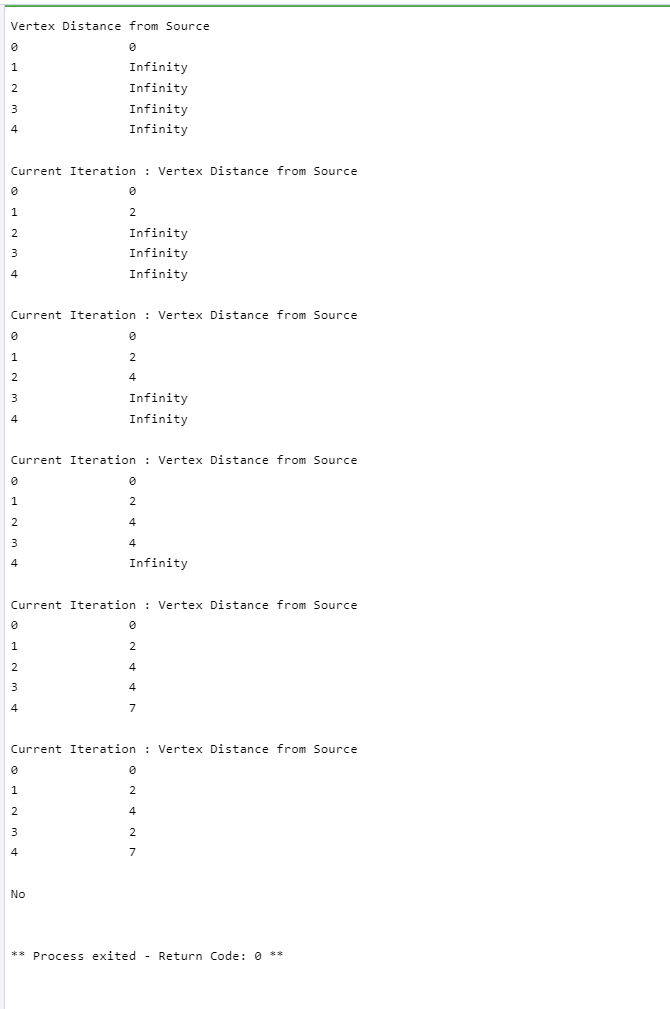 Vertex Distance from Source
0 0
1 Infinity
2 Infinity
3 Infinity
4 Infinity
Current Iteration : Vertex Distance from Source
0 0
1 2
2 Infinity
3 Infinity
4 Infinity
Current Iteration : Vertex Distance from Source
0 0
1 2
2 4
3 Infinity
4 Infinity
Current Iteration : Vertex Distance from Source
0 0
1 2
2 4
3 4
4 Infinity
Current Iteration : Vertex Distance from Source
0 0
1 2
2 4
3 4
4 7
Current Iteration : Vertex Distance from Source
0 0
1 2
2 4
3 2
4 7
No
** Process exited - Return Code: 0 **